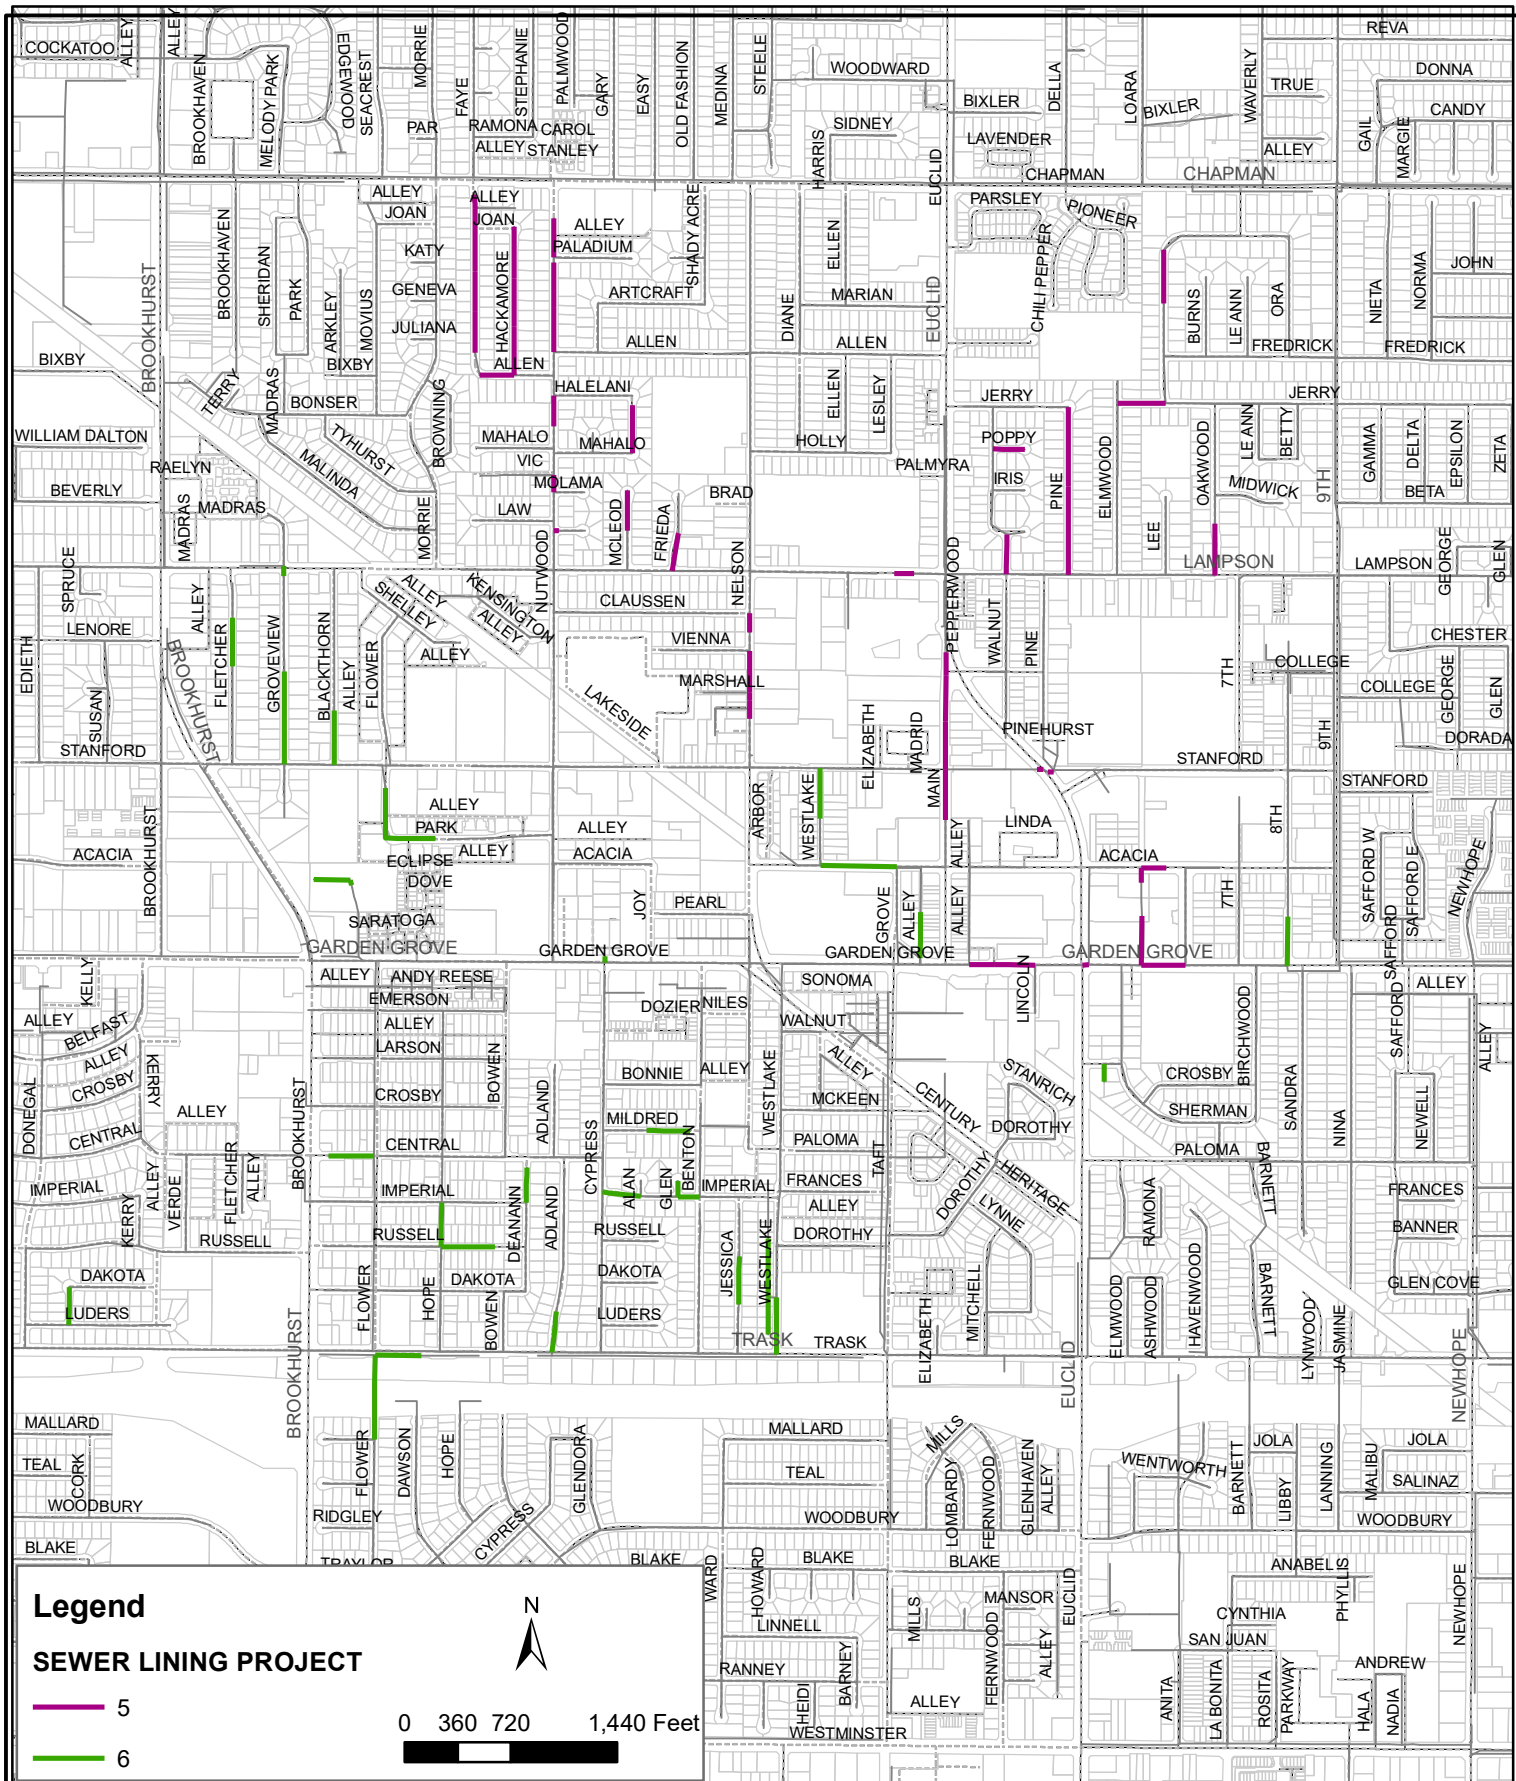 REVA
COCKATOO
ALLEY
ALLEY
BROOKHAVEN
MELODY PARK
EDGEWOOD
SEACREST
MORRIE
FAYE
STEPHANIE
PALMWOOD
GARY
EASY
OLD FASHION
MEDINA
STEELE
WOODWARD
DELLA
LOARA
WAVERLY
TRUE
DONNA
CANDY
BIXLER
BIXLER
PAR
RAMONA
CAROL
ALLEY
STANLEY
HARRIS
SIDNEY
EUCLID
LAVENDER
ALLEY
GAIL
MARGIE
CHAPMAN
CHAPMAN
ALLEY
JOAN
ALLEY
JOAN
ALLEY
PALADIUM
SHADY ACRE
PARSLEY
PIONEER
BROOKHAVEN
SHERIDAN
PARK
ARKLEY
MOVIUS
KATY
GENEVA
JULIANA
HACKAMORE
ARTCRAFT
ELLEN
MARIAN
DIANE
EUCLID
CHILI PEPPER
BURNS
LE ANN
ORA
NIETA
NORMA
JOHN
BROOKHURST
BIXBY
BIXBY
ALLEN
ALLEN
ALLEN
FREDRICK
FREDRICK
TERRY
MADRAS
BONSER
BROWNING
HALELANI
ELLEN
LESLEY
JERRY
JERRY
WILLIAM DALTON
TYHURST
MALINDA
MAHALO
MAHALO
HOLLY
POPPY
ELMWOOD
OAKWOOD
LE ANN
BETTY
GAMMA
DELTA
EPSILON
ZETA
RAELYN
VIC
PALMYRA
BEVERLY
MADRAS
MADRAS
MOLAMA
BRAD
IRIS
PINE
MIDWICK
9TH
BETA
LAW
MORRIE
NUTWOOD
MCLEOD
FRIEDA
NELSON
PEPPERWOOD
LEE
LAMPSON
LAMPSON
GEORGE
GLEN
SPRUCE
ALLEY
SHELLEY
ALLEY
KENSINGTON
ALLEY
CLAUSSEN
WALNUT
PINE
LENORE
ALLEY
FLETCHER
GROVEVIEW
BLACKTHORN
ALLEY
FLOWER
ALLEY
VIENNA
CHESTER
EDIETH
SUSAN
BROOKHURST
MARSHALL
LAKESIDE
COLLEGE
COLLEGE
7TH
GEORGE
GLEN
ELIZABETH
MADRID
PINEHURST
9TH
DORADA
STANFORD
STANFORD
STANFORD
ALLEY
PARK
ALLEY
ALLEY
ACACIA
ARBOR
WESTLAKE
MAIN
ALLEY
LINDA
8TH
ACACIA
ACACIA
BROOKHURST
ECLIPSE
DOVE
SARATOGA
JOY
PEARL
GROVE
ALLEY
ALLEY
7TH
SAFFORD W
SAFFORD E
NEWHOPE
GARDEN GROVE
GARDEN GROVE
GARDEN GROVE
GARDEN GROVE
SAFFORD
KELLY
ALLEY
ANDY REESE
EMERSON
SONOMA
LINCOLN
SAFFORD
ALLEY
ALLEY
BELFAST
ALLEY
LARSON
DOZIER
NILES
WALNUT
BIRCHWOOD
ALLEY
ALLEY
CROSBY
KERRY
CROSBY
BOWEN
ADLAND
BONNIE
ALLEY
WESTLAKE
ALLEY
CENTURY
STANRICH
CROSBY
SANDRA
NINA
DONEGAL
ALLEY
BROOKHURST
MILDRED
MCKEEN
SHERMAN
NEWELL
CENTRAL
CENTRAL
CYPRESS
BENTON
PALOMA
TAFT
DOROTHY
PALOMA
BARNETT
IMPERIAL
ALLEY
FLETCHER
ALLEY
IMPERIAL
ALAN
GLEN
IMPERIAL
FRANCES
HERITAGE
FRANCES
KERRY
VERDE
DEANANN
ADLAND
ALLEY
DOROTHY
LYNNE
RAMONA
BANNER
RUSSELL
RUSSELL
RUSSELL
DOROTHY
DAKOTA
DAKOTA
DAKOTA
JESSICA
WESTLAKE
HAVENWOOD
BARNETT
GLEN COVE
LUDERS
FLOWER
HOPE
BOWEN
LUDERS
ELIZABETH
MITCHELL
ELMWOOD
ASHWOOD
LYNWOOD
JASMINE
TRASK
TRASK
BROOKHURST
EUCLID
NEWHOPE
MALLARD
MALLARD
TEAL
CORK
FLOWER
DAWSON
HOPE
GLENDORA
TEAL
MILLS
WENTWORTH
BARNETT
JOLA
LANNING
MALIBU
JOLA
SALINAZ
WOODBURY
RIDGLEY
CYPRESS
WOODBURY
LOMBARDY
FERNWOOD
GLENHAVEN
ALLEY
LIBBY
WOODBURY
BLAKE
TRAYLOR
BLAKE
WARD
HOWARD
BLAKE
BLAKE
ANABEL
PHYLLIS
EUCLID
NEWHOPE
LINNELL
MILLS
MANSOR
CYNTHIA
SAN JUAN
RANNEY
HEIDI
BARNEY
FERNWOOD
ALLEY
ANDREW
ALLEY
ANITA
LA BONITA
ROSITA
PARKWAY
HALA
NADIA
WESTMINSTER
Legend
N
SEWER LINING PROJECT
5
6
0 360 720 1,440 Feet